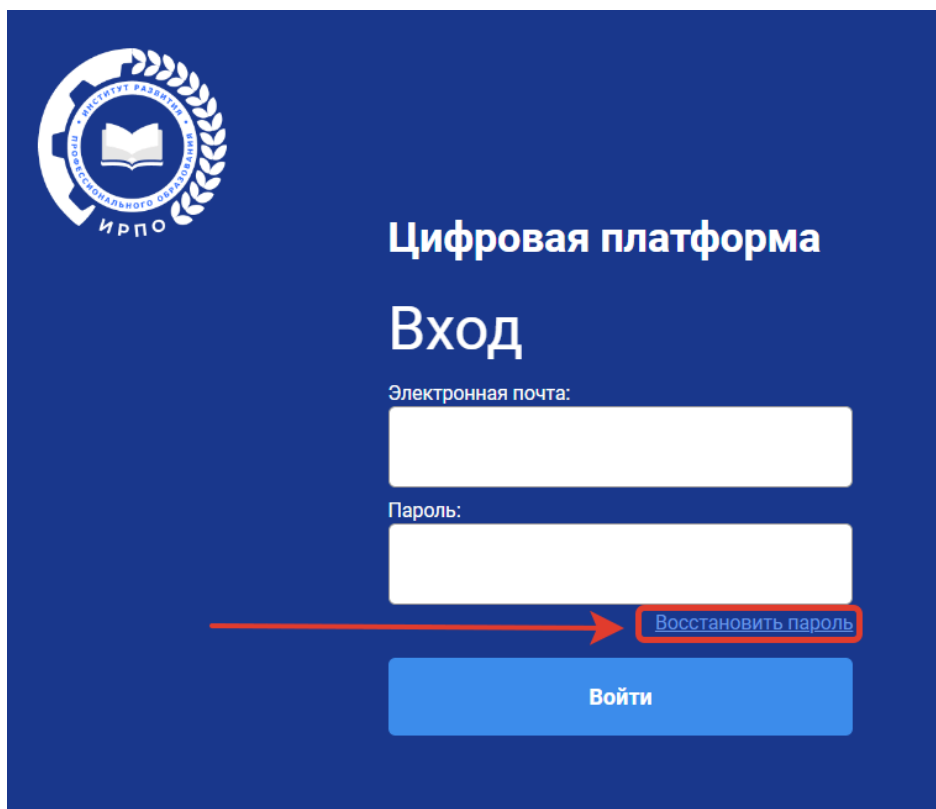 • ИНСТИТУТ РАЗВИТИЯ •
ПРОФЕССИОНАЛЬНОГО ОБРАЗОВАНИЯ
ИРПО
Цифровая платформа
Вход
Электронная почта:
Пароль:
Восстановить пароль
Войти